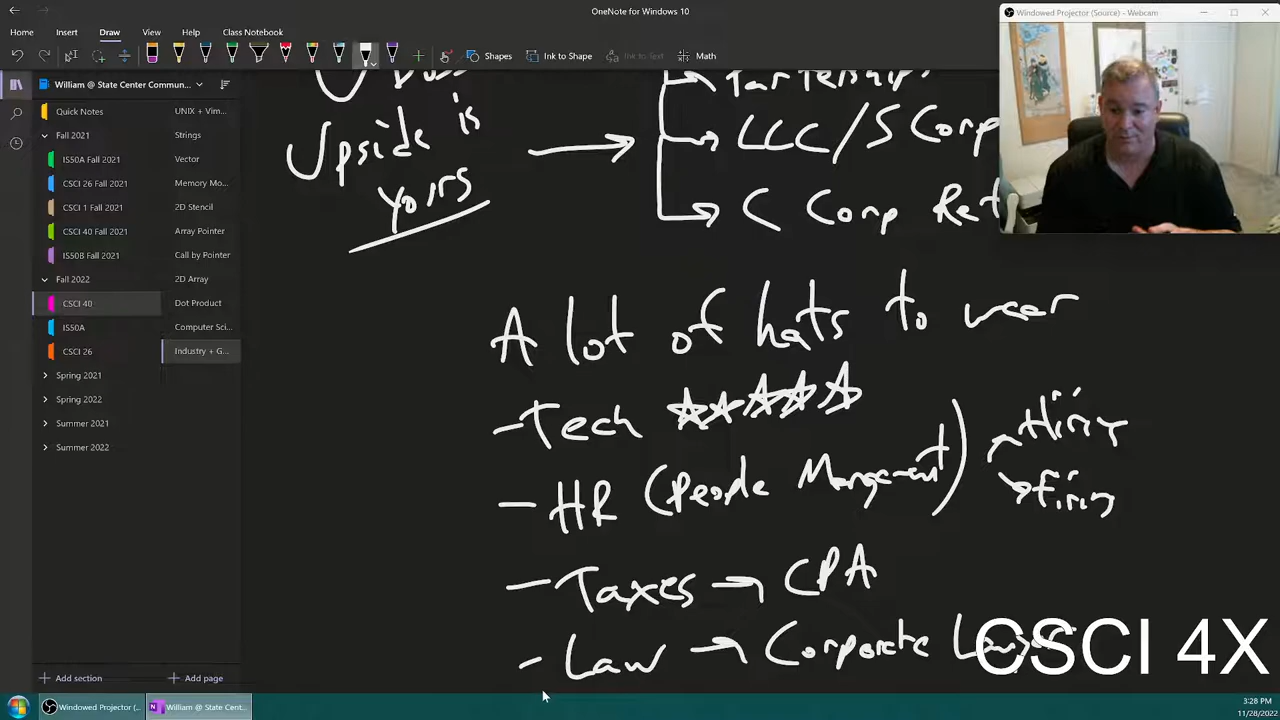 OneNote for Windows 10
Windowed Projector (Source) - Webcam
Home Insert Draw View Help Class Notebook
Shapes Ink to Shape Ink to Text Math
William @ State Center Commun...
Quick Notes
Fall 2021
IS50A Fall 2021
CSCI 26 Fall 2021
CSCI 1 Fall 2021
CSCI 40 Fall 2021
IS50B Fall 2021
Fall 2022
CSCI 40
IS50A
CSCI 26
Spring 2021
Spring 2022
Summer 2021
Summer 2022
Add section
UNIX + Vim...
Strings
Vector
Memory Mo...
2D Stencil
Array Pointer
Call by Pointer
2D Array
Dot Product
Computer Sci...
Industry + G...
Add page
Upside is
yours
LLC/S Corp
C Corp Ret
A lot of hats to wear
- Tech
- HR (People Mangement)
Hiring
Firing
- Taxes → CPA
- Law → Corporate
CSCI 4X
Windowed Projector (...
William @ State Cent...
3:28 PM
11/28/2022